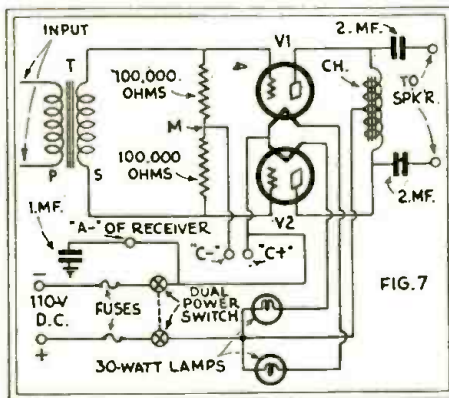 INPUT
T
P
S
100,000
OHMS
M
100,000
OHMS
V1
V2
2. MF.
CH.
TO
SPK'R.
2. MF.
1. MF.
"A-" OF RECEIVER
"C-"
"C+"
FIG. 7
-
110-V
D.C.
+
FUSES
DUAL
POWER
SWITCH
30-WATT LAMPS